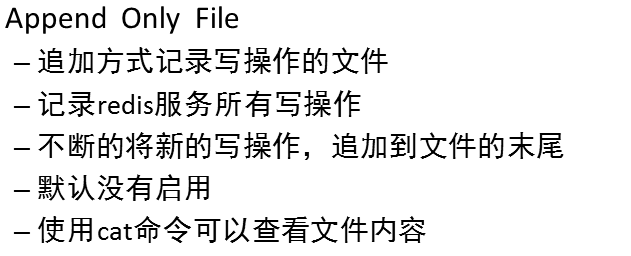 Append Only File
– 追加方式记录写操作的文件
– 记录redis服务所有写操作
– 不断的将新的写操作，追加到文件的末尾
– 默认没有启用
– 使用cat命令可以查看文件内容